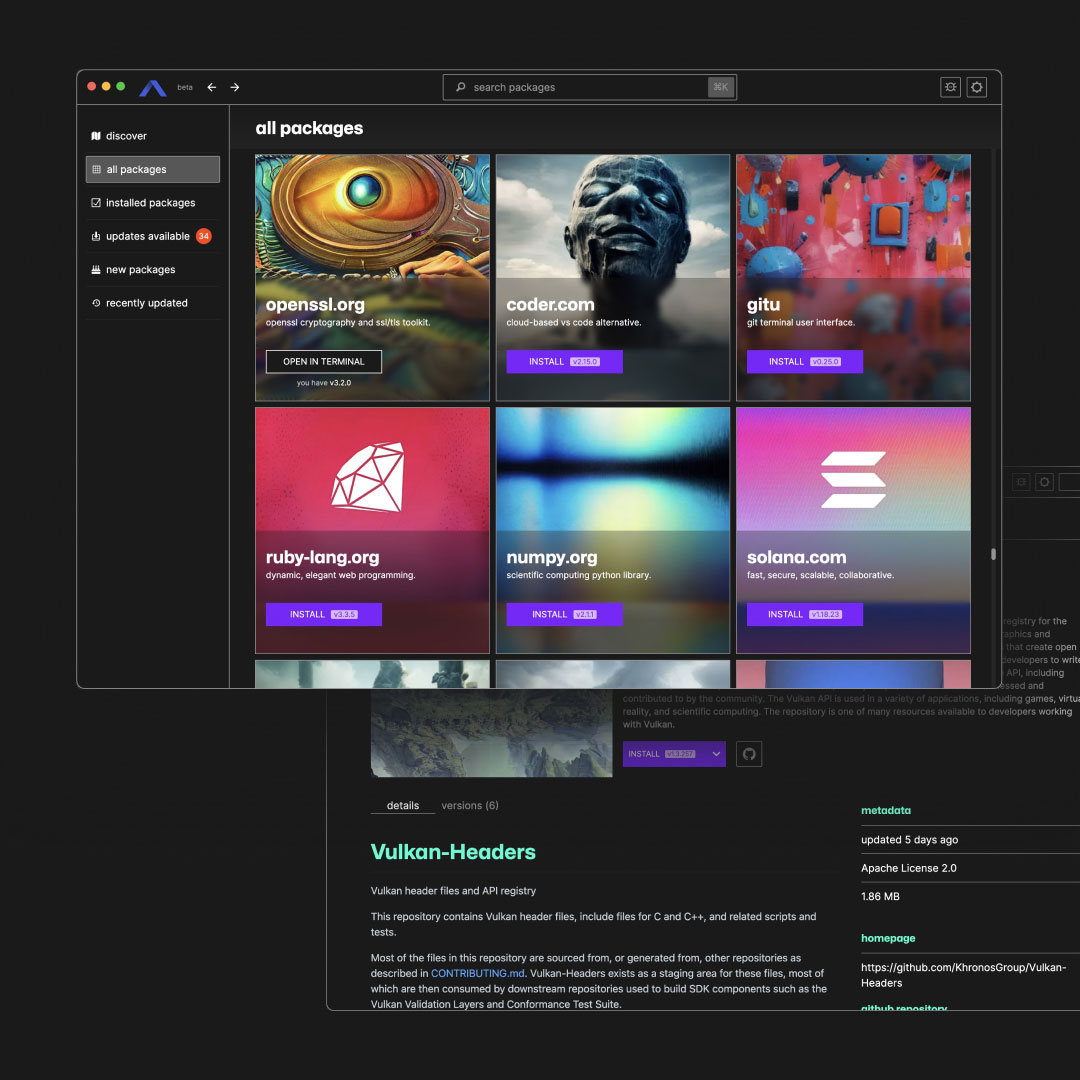 beta
search packages
⌘K
discover
all packages
installed packages
updates available 34
new packages
recently updated
all packages
openssl.org
openssl cryptography and ssl/tls toolkit.
OPEN IN TERMINAL
you have v3.2.0
coder.com
cloud-based vs code alternative.
INSTALL v2.15.0
gitu
git terminal user interface.
INSTALL v0.25.0
ruby-lang.org
dynamic, elegant web programming.
INSTALL v3.3.5
numpy.org
scientific computing python library.
INSTALL v2.1.1
solana.com
fast, secure, scalable, collaborative.
INSTALL v1.18.23
registry for the
graphics and
that create open
developers to write
API, including
essed and
contributed to by the community. The Vulkan API is used in a variety of applications, including games, virtua
reality, and scientific computing. The repository is one of many resources available to developers working
with Vulkan.
INSTALL v1.3.257
details
versions (6)
Vulkan-Headers
Vulkan header files and API registry
This repository contains Vulkan header files, include files for C and C++, and related scripts and
tests.
Most of the files in this repository are sourced from, or generated from, other repositories as
described in CONTRIBUTING.md. Vulkan-Headers exists as a staging area for these files, most of
which are then consumed by downstream repositories used to build SDK components such as the
Vulkan Validation Layers and Conformance Test Suite.
metadata
updated 5 days ago
Apache License 2.0
1.86 MB
homepage
https://github.com/KhronosGroup/Vulkan-
Headers
github repository